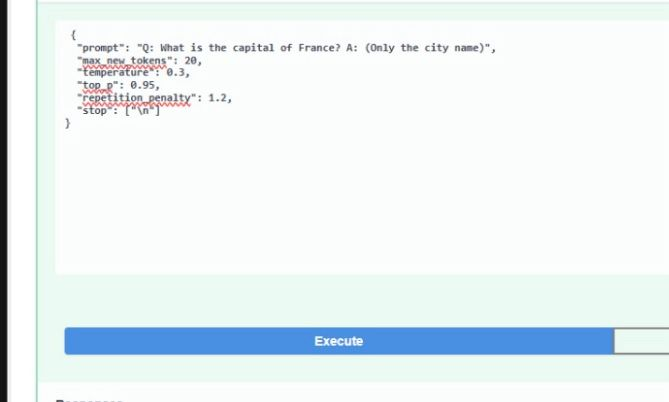 {
"prompt": "Q: What is the capital of France? A: (Only the city name)",
"max_new_tokens": 20,
"temperature": 0.3,
"top_p": 0.95,
"repetition_penalty": 1.2,
"stop": ["\n"]
}
Execute